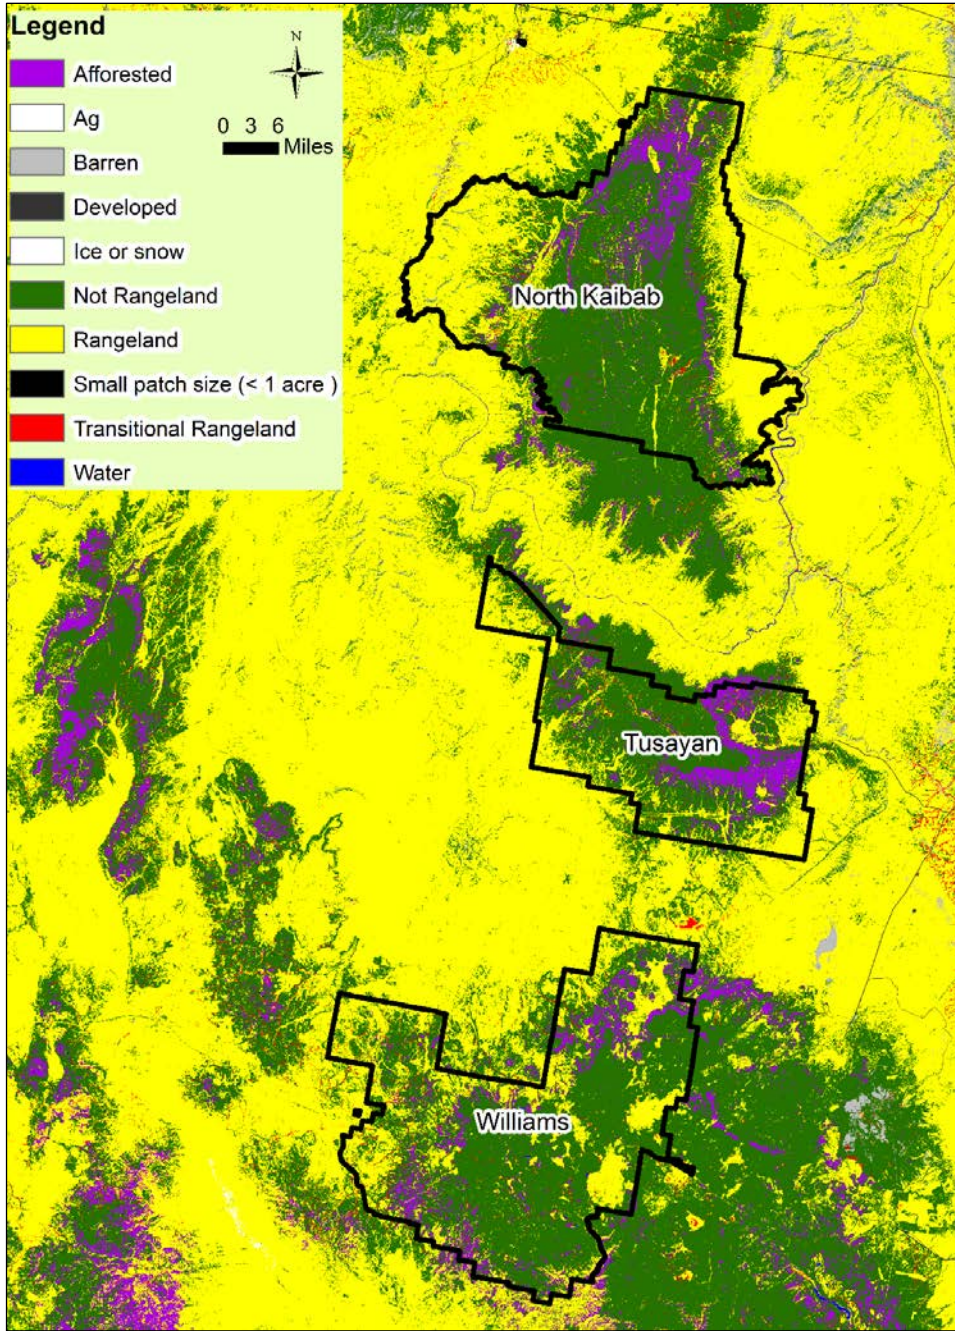 Legend
N
Afforested
Ag
0 3 6
Miles
Barren
Developed
Ice or snow
Not Rangeland
Rangeland
Small patch size (< 1 acre )
Transitional Rangeland
Water
North Kaibab
Tusayan
Williams